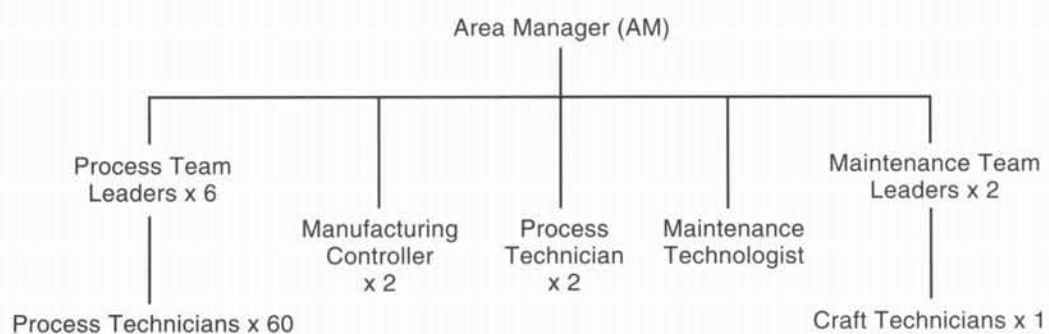 Area Manager (AM)
Process Team
Leaders x 6
Maintenance Team
Leaders x 2
Manufacturing
Controller
x 2
Process
Technician
x 2
Maintenance
Technologist
Process Technicians x 60
Craft Technicians x 1